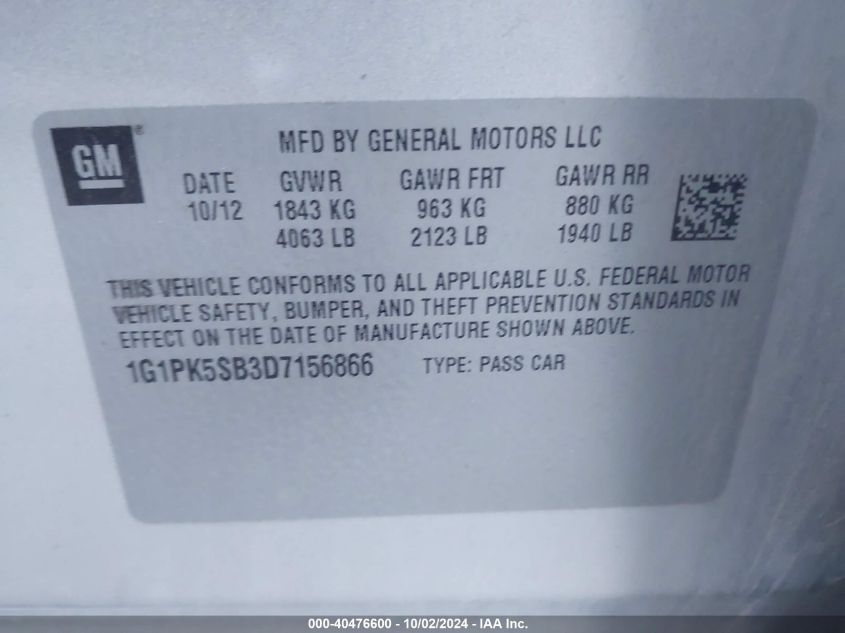 GM®
MFD BY GENERAL MOTORS LLC
DATE GVWR GAWR FRT GAWR RR
10/12 1843 KG 963 KG 880 KG
4063 LB 2123 LB 1940 LB
THIS VEHICLE CONFORMS TO ALL APPLICABLE U.S. FEDERAL MOTOR
VEHICLE SAFETY, BUMPER, AND THEFT PREVENTION STANDARDS IN
EFFECT ON THE DATE OF MANUFACTURE SHOWN ABOVE.
1G1PK5SB3D7156866 TYPE: PASS CAR
000-40476600 - 10/02/2024 - IAA Inc.